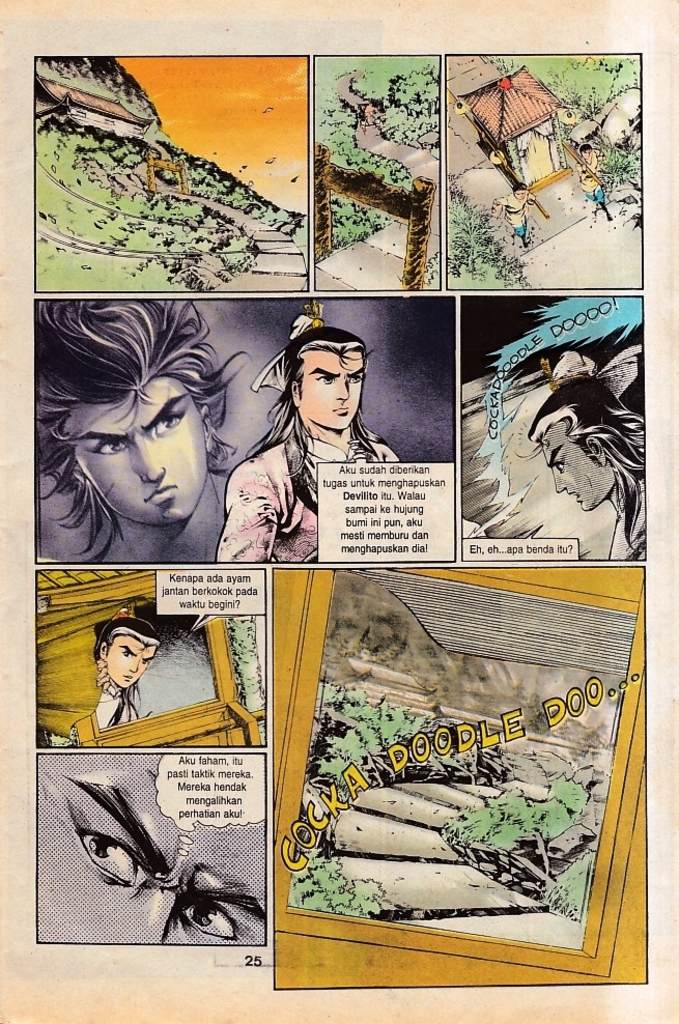 Aku sudah diberikan
tugas untuk menghapuskan
Devilito itu. Walau
sampai ke hujung
bumi ini pun, aku
mesti memburu dan
menghapuskan dia!
COCKADOODLE DOOOO!
Eh, eh...apa benda itu?
Kenapa ada ayam
jantan berkokok pada
waktu begini?
COCKA DOODLE DOO...
Aku faham, itu
pasti taktik mereka.
Mereka hendak
mengalihkan
perhatian aku!
25